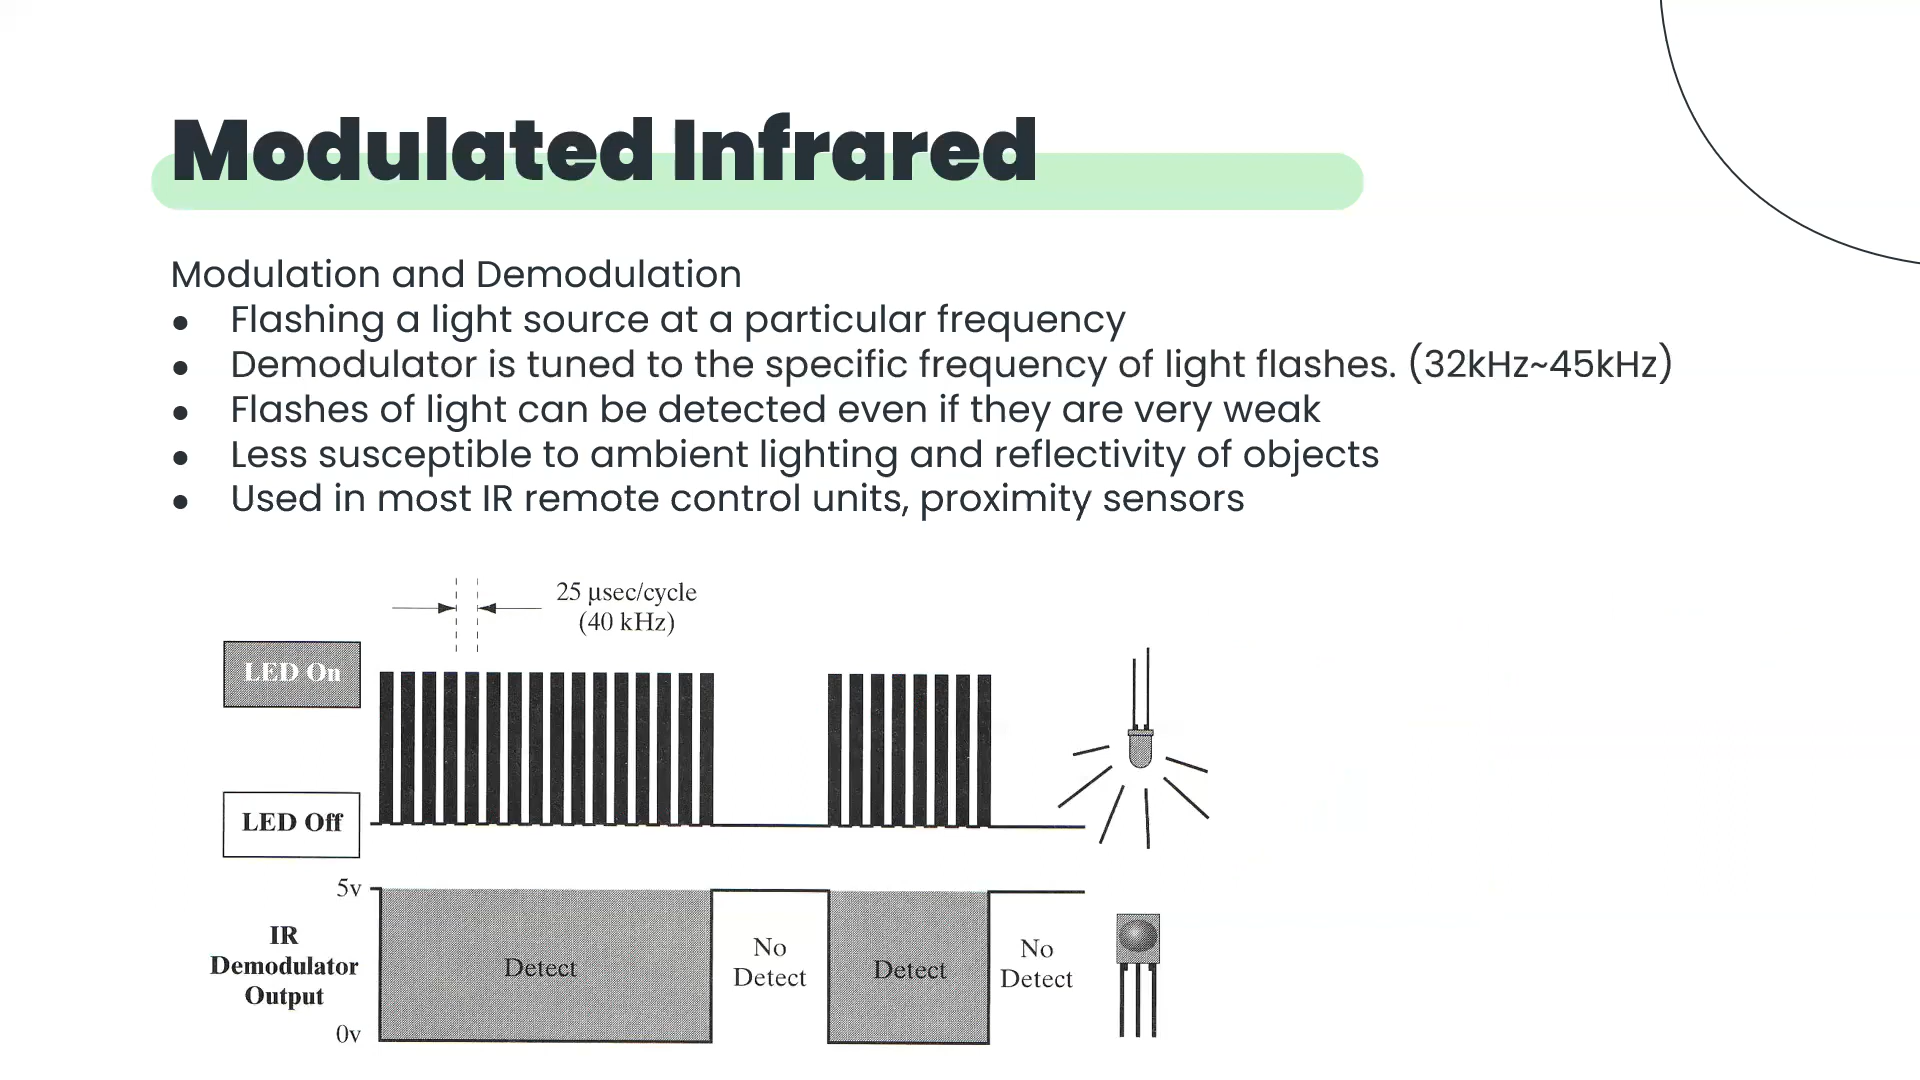 Modulated Infrared
Modulation and Demodulation
● Flashing a light source at a particular frequency
● Demodulator is tuned to the specific frequency of light flashes. (32kHz~45kHz)
● Flashes of light can be detected even if they are very weak
● Less susceptible to ambient lighting and reflectivity of objects
● Used in most IR remote control units, proximity sensors
25 µsec/cycle
(40 kHz)
LED On
LED Off
5v
IR
Demodulator
Output
0v
Detect
No
Detect
Detect
No
Detect